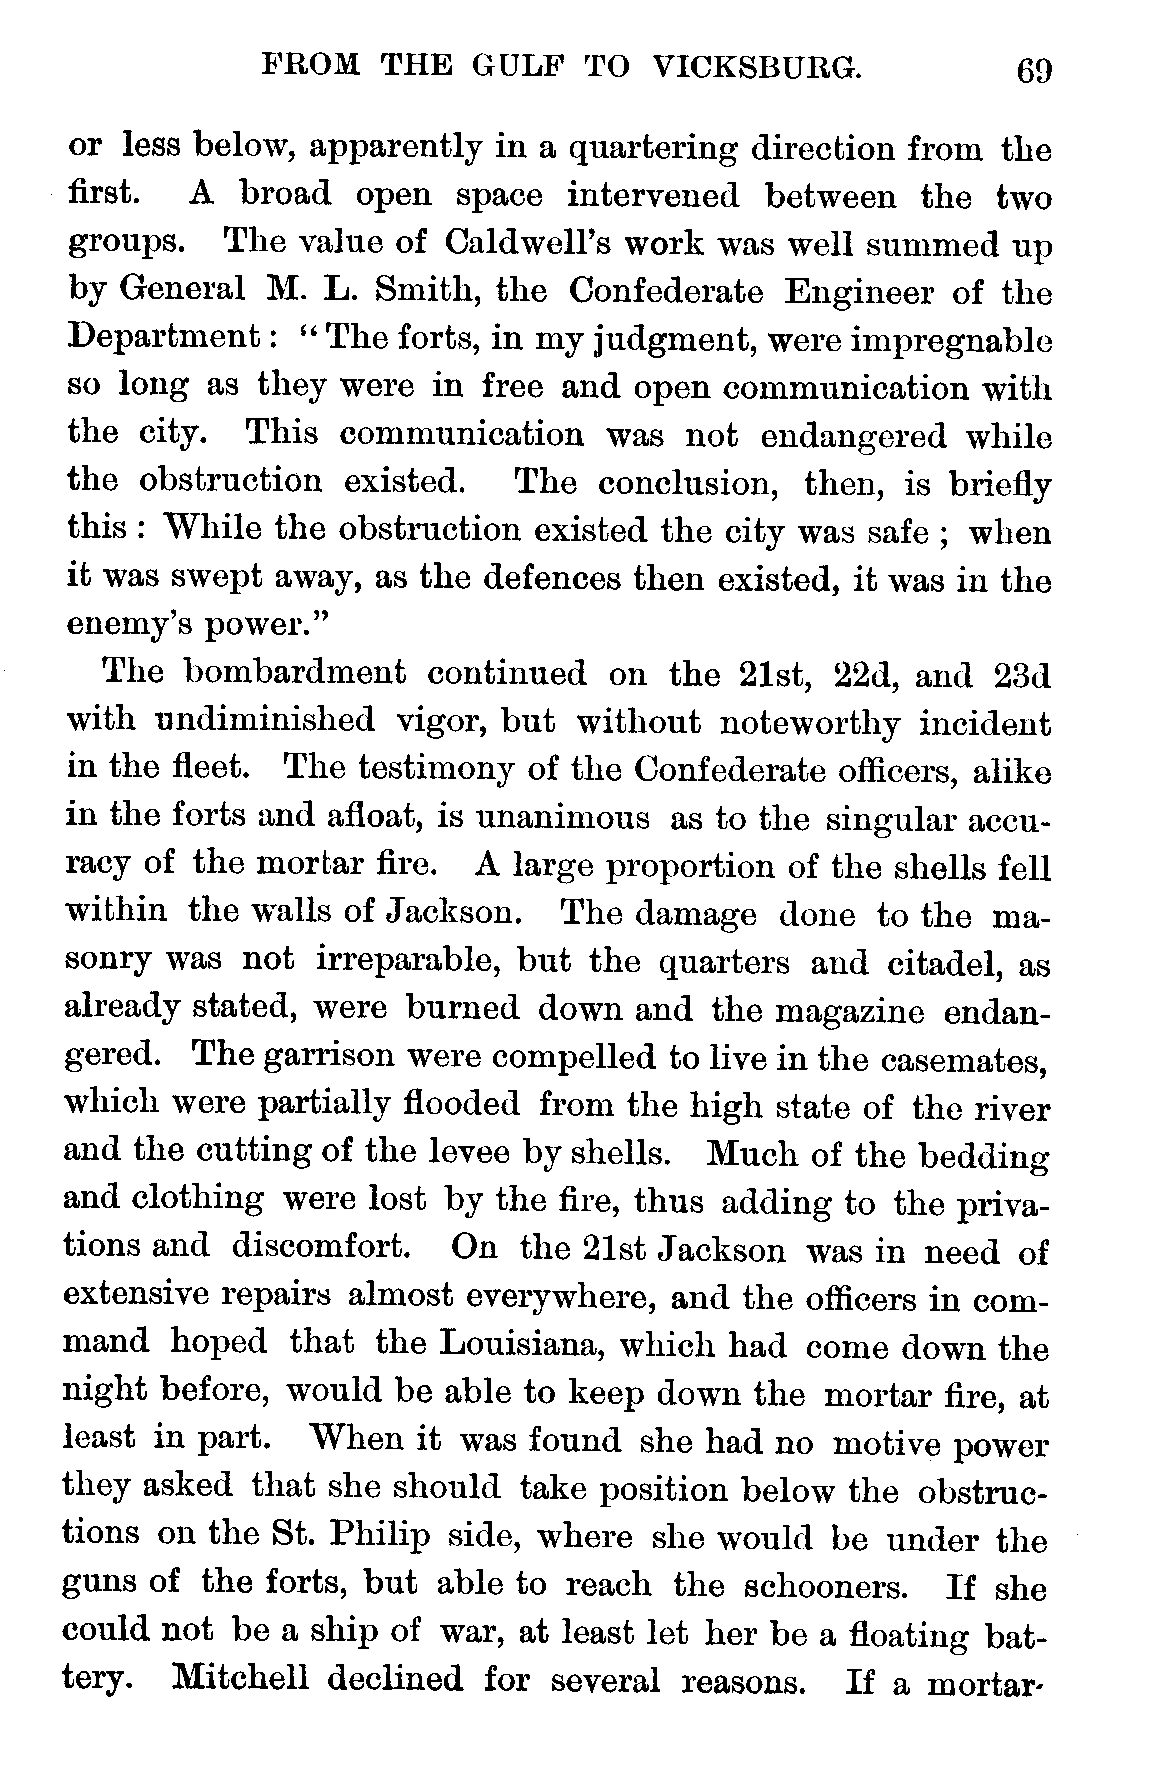 FROM THE GULF TO VICKSBURG. 69
or less below, apparently in a quartering direction from the
first. A broad open space intervened between the two
groups. The value of Caldwell's work was well summed up
by General M. L. Smith, the Confederate Engineer of the
Department : “ The forts, in my judgment, were impregnable
so long as they were in free and open communication with
the city. This communication was not endangered while
the obstruction existed. The conclusion, then, is briefly
this : While the obstruction existed the city was safe ; when
it was swept away, as the defences then existed, it was in the
enemy's power.”
The bombardment continued on the 21st, 22d, and 23d
with undiminished vigor, but without noteworthy incident
in the fleet. The testimony of the Confederate officers, alike
in the forts and afloat, is unanimous as to the singular accu-
racy of the mortar fire. A large proportion of the shells fell
within the walls of Jackson. The damage done to the ma-
sonry was not irreparable, but the quarters and citadel, as
already stated, were burned down and the magazine endan-
gered. The garrison were compelled to live in the casemates,
which were partially flooded from the high state of the river
and the cutting of the levee by shells. Much of the bedding
and clothing were lost by the fire, thus adding to the priva-
tions and discomfort. On the 21st Jackson was in need of
extensive repairs almost everywhere, and the officers in com-
mand hoped that the Louisiana, which had come down the
night before, would be able to keep down the mortar fire, at
least in part. When it was found she had no motive power
they asked that she should take position below the obstruc-
tions on the St. Philip side, where she would be under the
guns of the forts, but able to reach the schooners. If she
could not be a ship of war, at least let her be a floating bat-
tery. Mitchell declined for several reasons. If a mortar-